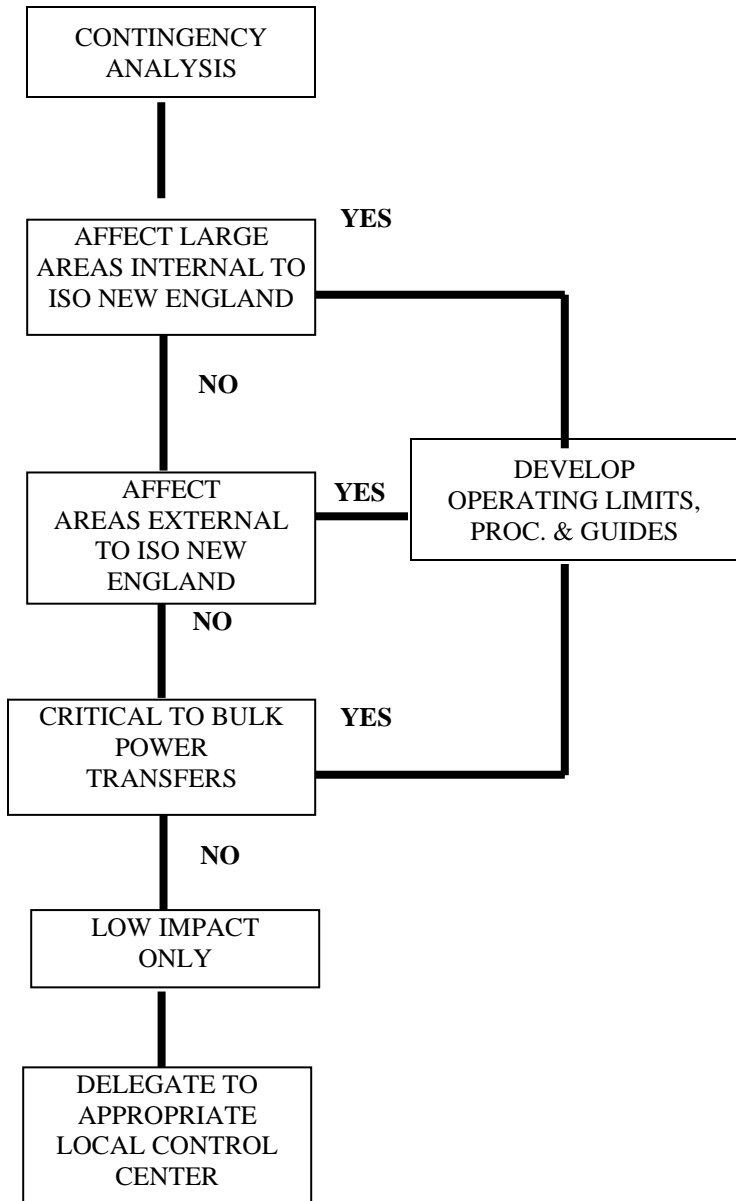 CONTINGENCY
ANALYSIS
YES
AFFECT LARGE
AREAS INTERNAL TO
ISO NEW ENGLAND
NO
AFFECT
AREAS EXTERNAL
TO ISO NEW
ENGLAND
YES
DEVELOP
OPERATING LIMITS,
PROC. & GUIDES
NO
CRITICAL TO BULK
POWER
TRANSFERS
YES
NO
LOW IMPACT
ONLY
DELEGATE TO
APPROPRIATE
LOCAL CONTROL
CENTER